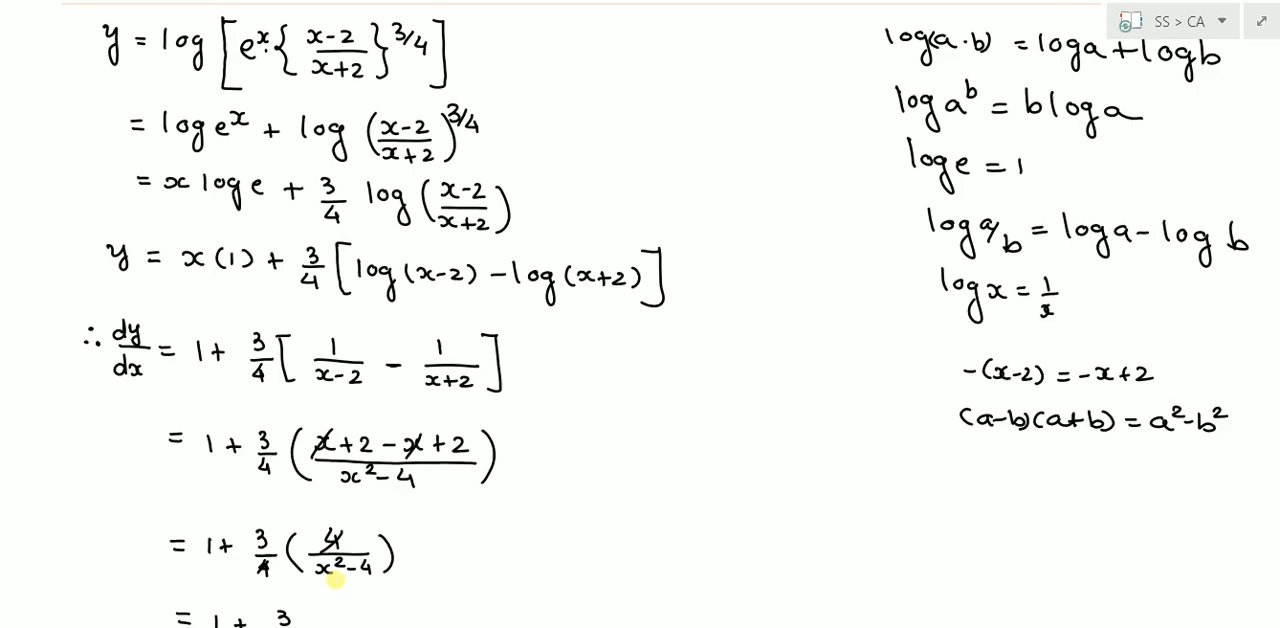 SS > CA
y = log [ e^x · { x-2 / x+2 }^3/4 ]
= log e^x + log ( x-2 / x+2 )^3/4
= x log e + 3/4 log ( x-2 / x+2 )
y = x(1) + 3/4 [ log(x-2) - log(x+2) ]
∴ dy/dx = 1 + 3/4 [ 1/x-2 - 1/x+2 ]
= 1 + 3/4 ( x+2-x+2 / x²-4 )
= 1 + 3/4 ( 4 / x²-4 )
= 1 + 3
log(a·b) = log a + log b
log a^b = b log a
log e = 1
log a/b = log a - log b
log x = 1/x
-(x-2) = -x+2
(a-b)(a+b) = a²-b²